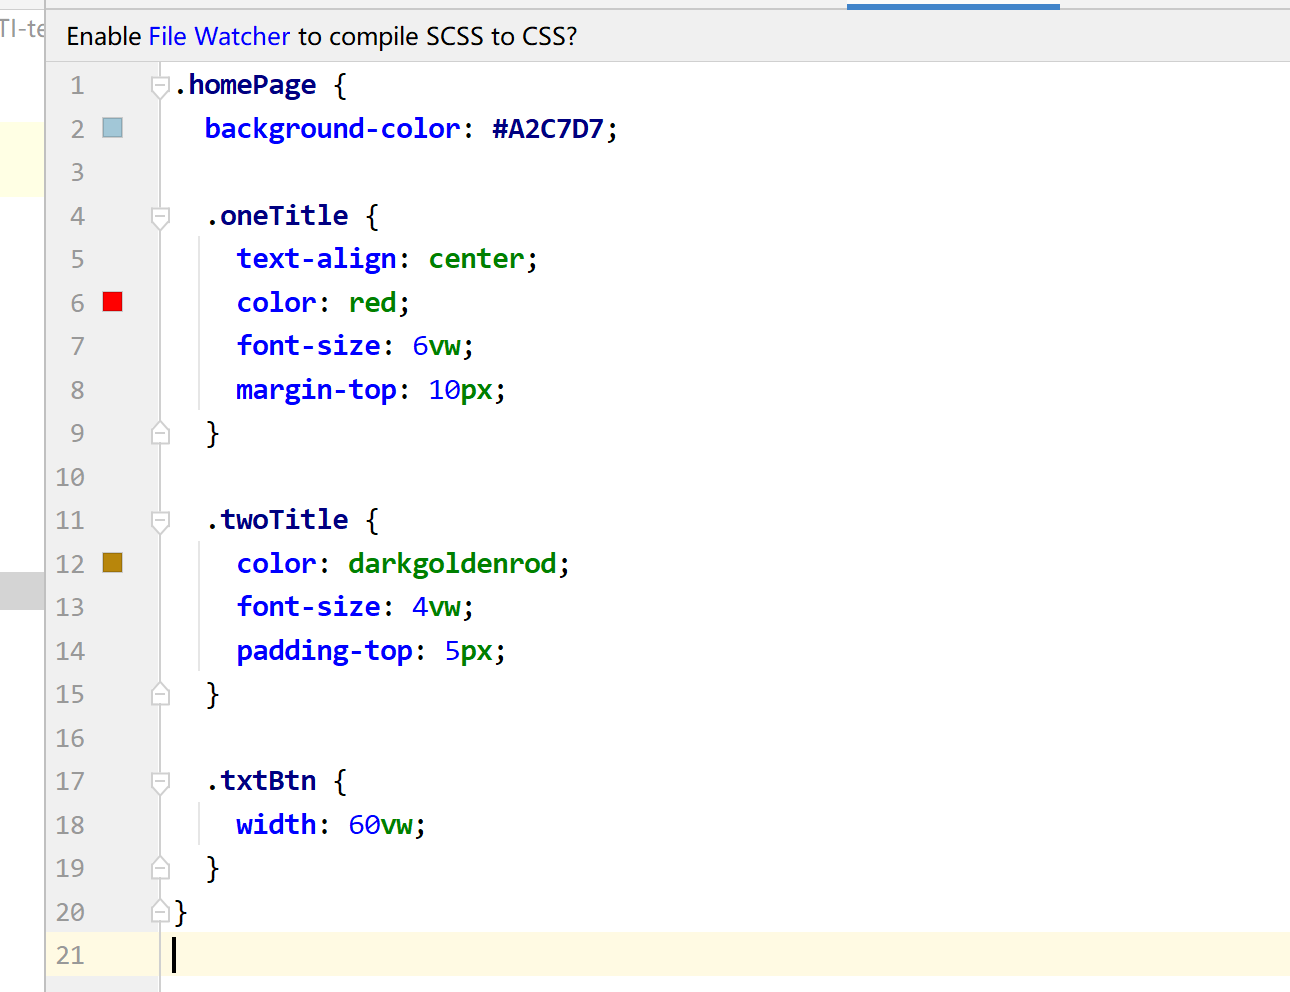 TI-te
Enable File Watcher to compile SCSS to CSS?
1 .homePage {
2 background-color: #A2C7D7;
3
4 .oneTitle {
5 text-align: center;
6 color: red;
7 font-size: 6vw;
8 margin-top: 10px;
9 }
10
11 .twoTitle {
12 color: darkgoldenrod;
13 font-size: 4vw;
14 padding-top: 5px;
15 }
16
17 .txtBtn {
18 width: 60vw;
19 }
20 }
21